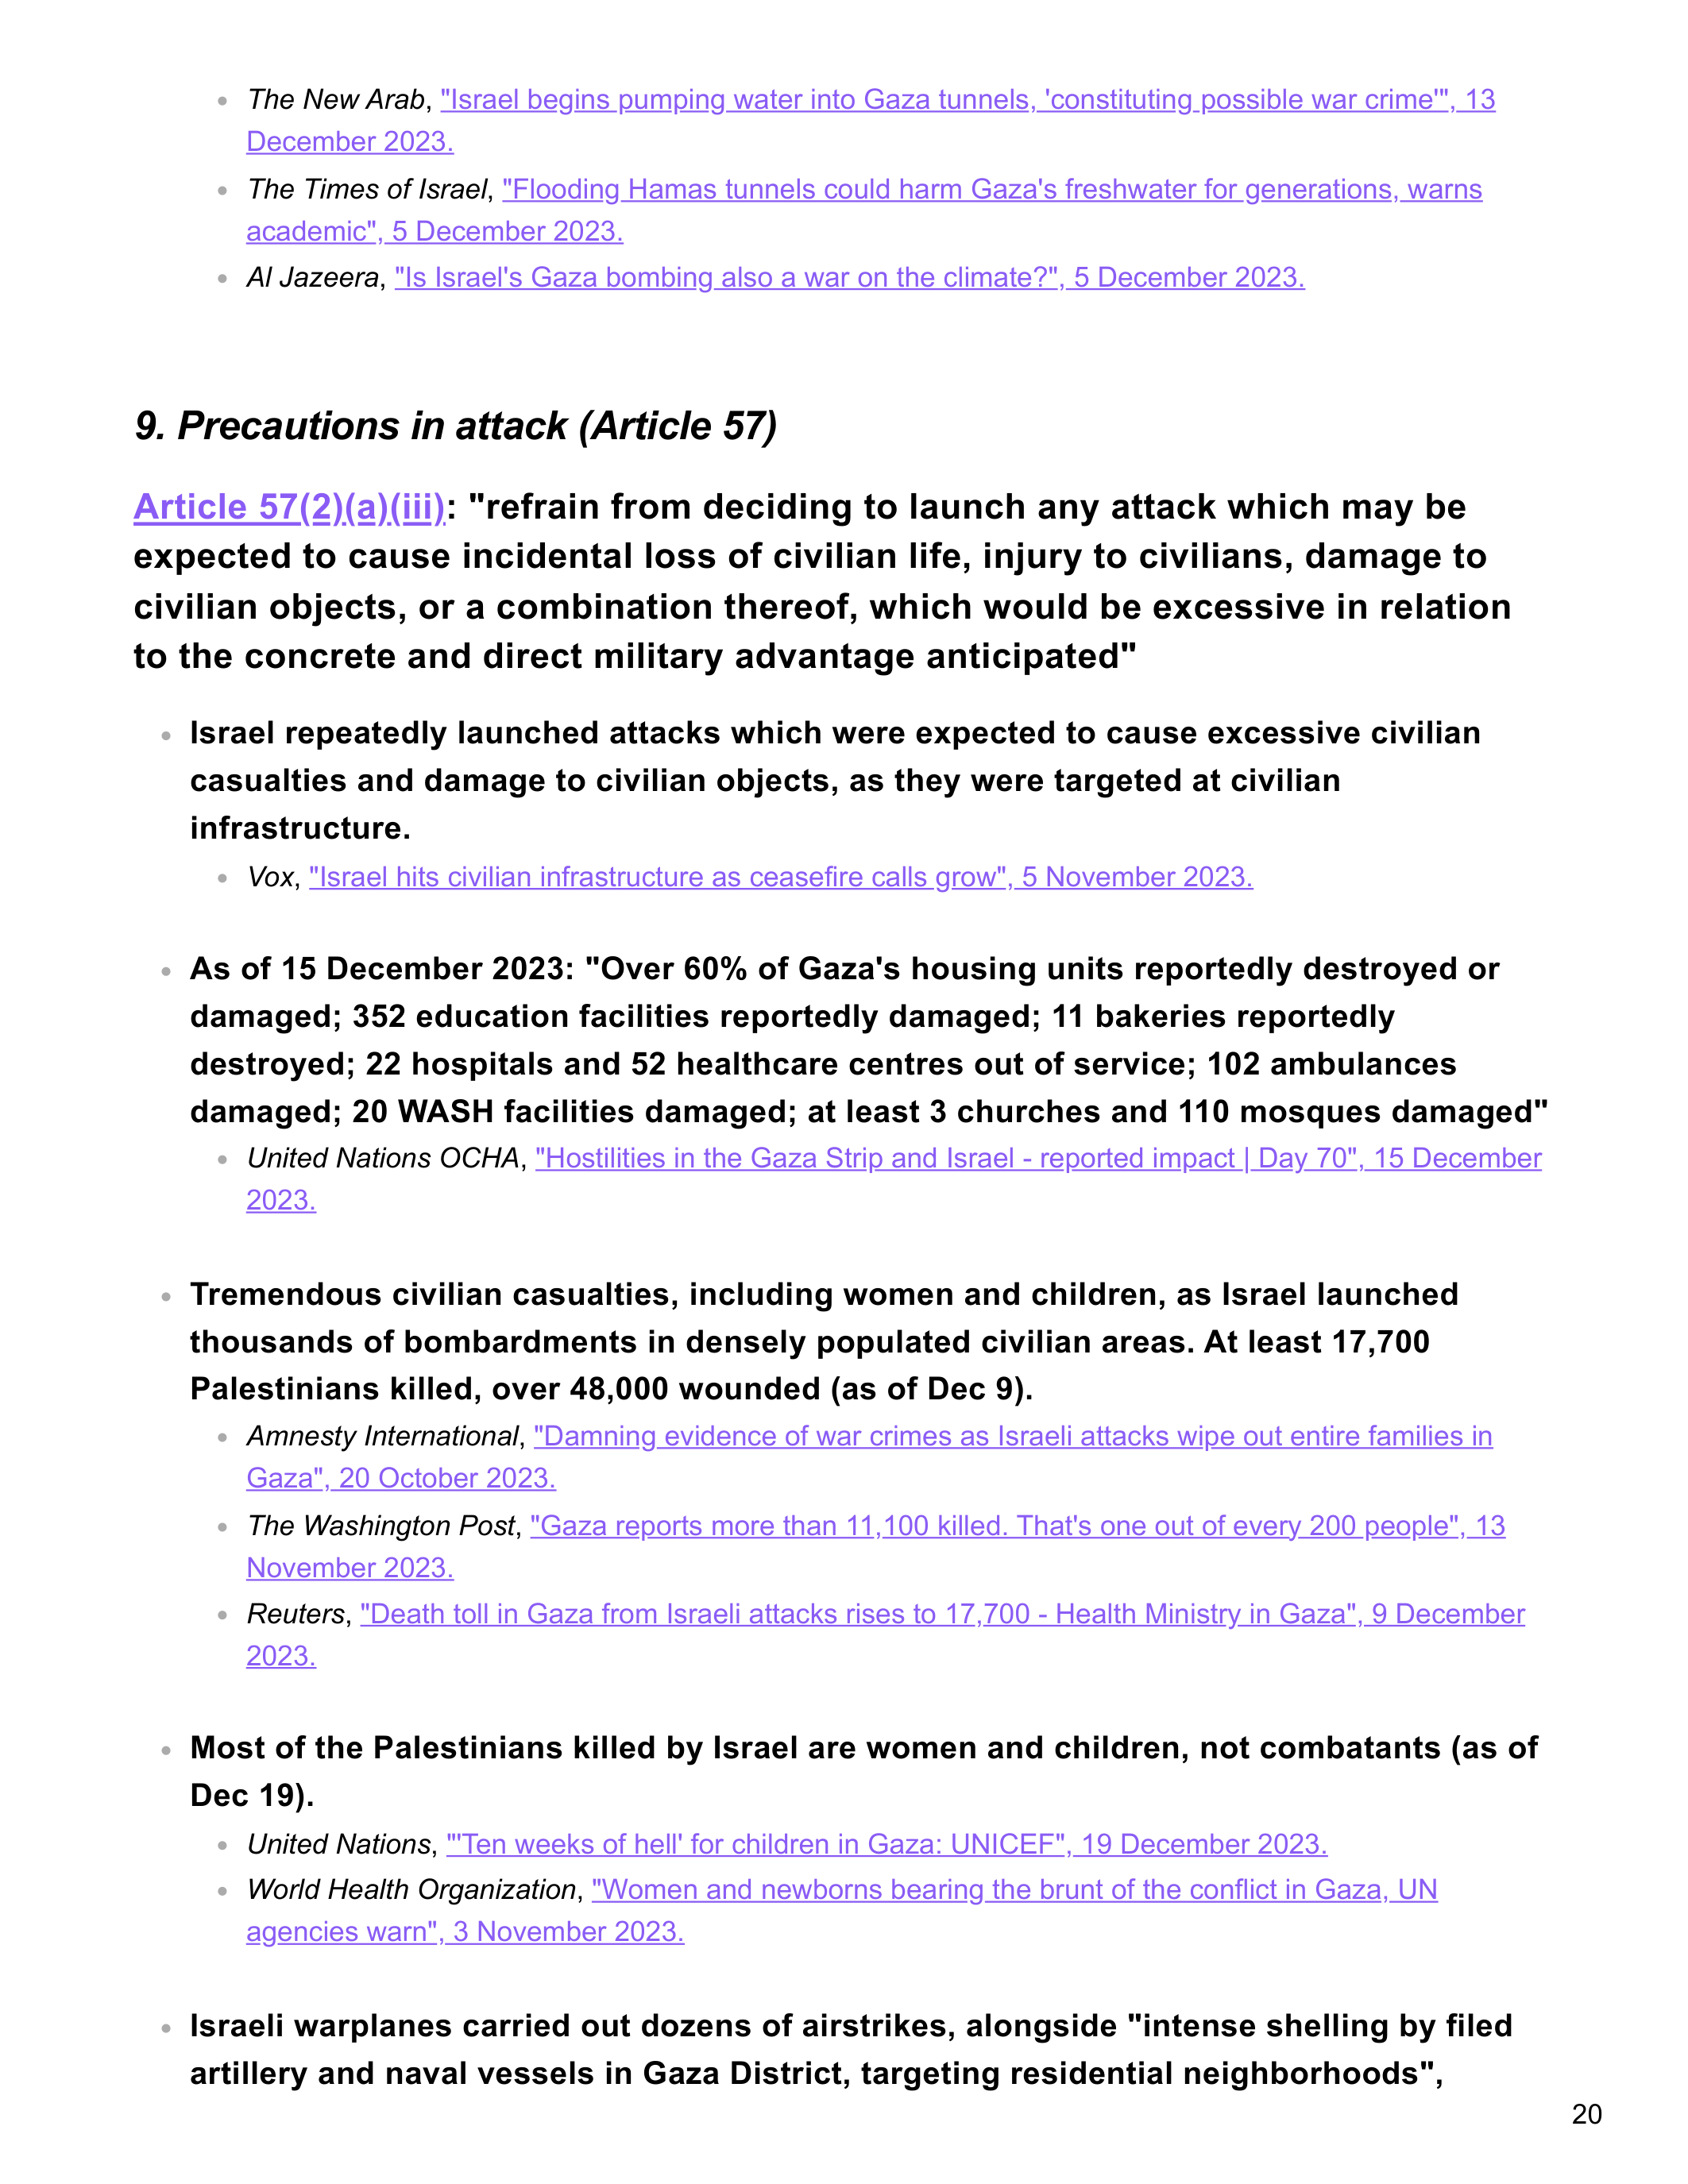 The New Arab, "Israel begins pumping water into Gaza tunnels, 'constituting possible war crime'", 13
December 2023.
The Times of Israel, "Flooding Hamas tunnels could harm Gaza's freshwater for generations, warns
academic", 5 December 2023.
Al Jazeera, "Is Israel's Gaza bombing also a war on the climate?", 5 December 2023.
9. Precautions in attack (Article 57)
Article 57(2)(a)(iii): "refrain from deciding to launch any attack which may be
expected to cause incidental loss of civilian life, injury to civilians, damage to
civilian objects, or a combination thereof, which would be excessive in relation
to the concrete and direct military advantage anticipated"
Israel repeatedly launched attacks which were expected to cause excessive civilian
casualties and damage to civilian objects, as they were targeted at civilian
infrastructure.
Vox, "Israel hits civilian infrastructure as ceasefire calls grow", 5 November 2023.
As of 15 December 2023: "Over 60% of Gaza's housing units reportedly destroyed or
damaged; 352 education facilities reportedly damaged; 11 bakeries reportedly
destroyed; 22 hospitals and 52 healthcare centres out of service; 102 ambulances
damaged; 20 WASH facilities damaged; at least 3 churches and 110 mosques damaged"
United Nations OCHA, "Hostilities in the Gaza Strip and Israel - reported impact | Day 70", 15 December
2023.
Tremendous civilian casualties, including women and children, as Israel launched
thousands of bombardments in densely populated civilian areas. At least 17,700
Palestinians killed, over 48,000 wounded (as of Dec 9).
Amnesty International, "Damning evidence of war crimes as Israeli attacks wipe out entire families in
Gaza", 20 October 2023.
The Washington Post, "Gaza reports more than 11,100 killed. That's one out of every 200 people", 13
November 2023.
Reuters, "Death toll in Gaza from Israeli attacks rises to 17,700 - Health Ministry in Gaza", 9 December
2023.
Most of the Palestinians killed by Israel are women and children, not combatants (as of
Dec 19).
United Nations, "'Ten weeks of hell' for children in Gaza: UNICEF", 19 December 2023.
World Health Organization, "Women and newborns bearing the brunt of the conflict in Gaza, UN
agencies warn", 3 November 2023.
Israeli warplanes carried out dozens of airstrikes, alongside "intense shelling by filed
artillery and naval vessels in Gaza District, targeting residential neighborhoods",
20